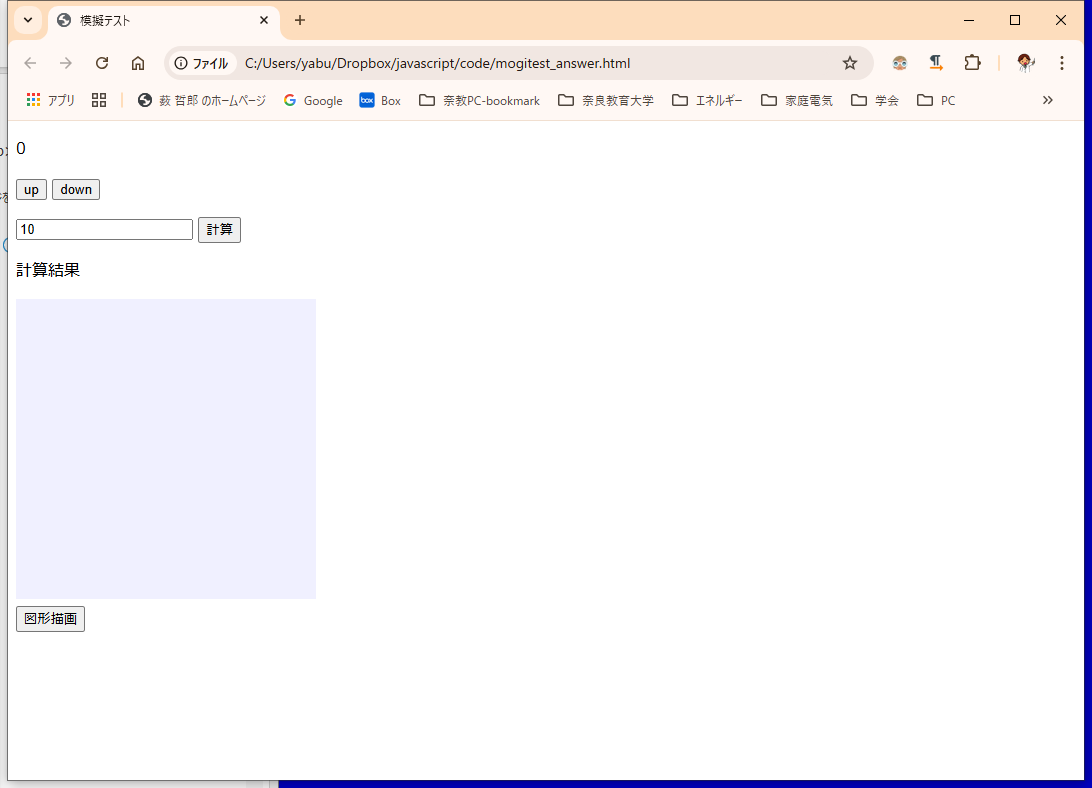 模擬テスト
ファイル C:/Users/yabu/Dropbox/javascript/code/mogitest_answer.html
アプリ 薮 哲郎 のホームページ Google box Box 奈教PC-bookmark 奈良教育大学 エネルギー 家庭電気 学会 PC
0
up down
10 計算
計算結果
図形描画